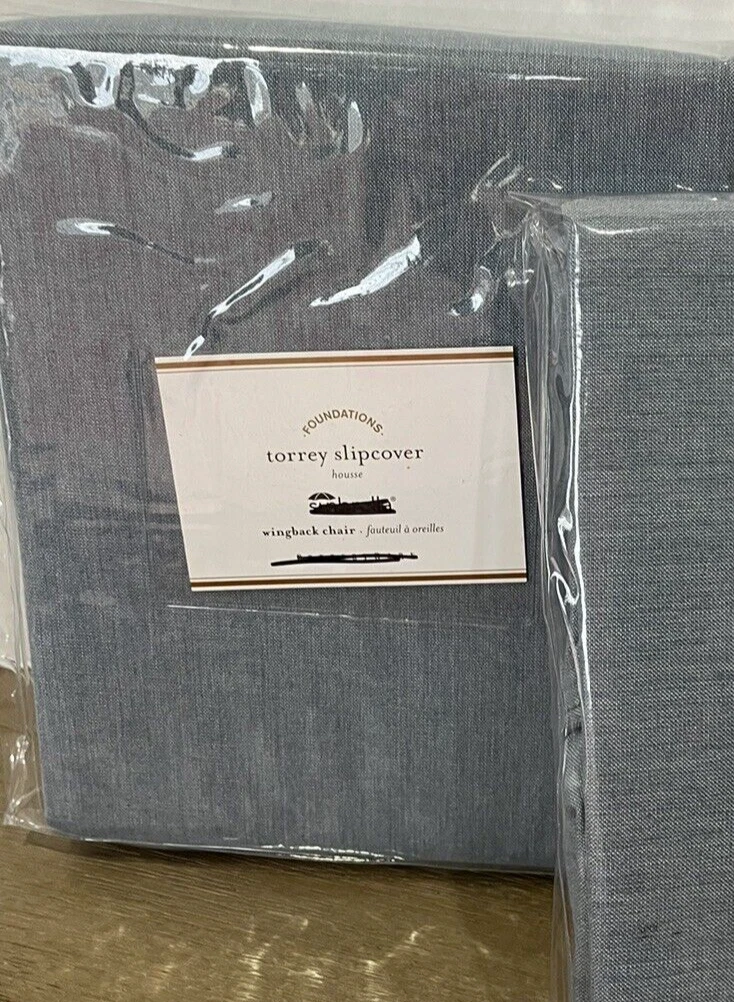 ·FOUNDATIONS·
torrey slipcover
housse
wingback chair · fauteuil à oreilles